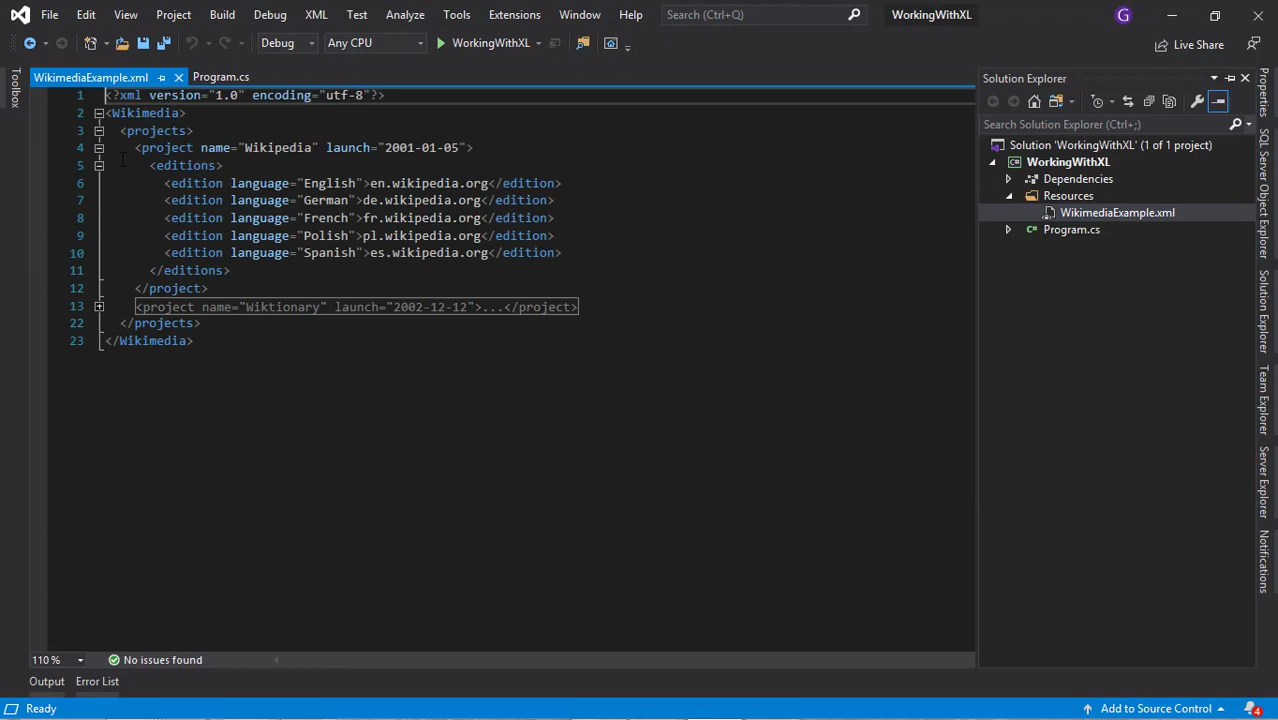 File Edit View Project Build Debug XML Test Analyze Tools Extensions Window Help Search (Ctrl+Q) WorkingWithXL G
Debug Any CPU WorkingWithXL Live Share
WikimediaExample.xml Program.cs
1 <?xml version="1.0" encoding="utf-8"?>
2 <Wikimedia>
3 <projects>
4 <project name="Wikipedia" launch="2001-01-05">
5 <editions>
6 <edition language="English">en.wikipedia.org</edition>
7 <edition language="German">de.wikipedia.org</edition>
8 <edition language="French">fr.wikipedia.org</edition>
9 <edition language="Polish">pl.wikipedia.org</edition>
10 <edition language="Spanish">es.wikipedia.org</edition>
11 </editions>
12 </project>
13 <project name="Wiktionary" launch="2002-12-12">...</project>
22 </projects>
23 </Wikimedia>
Toolbox
Solution Explorer
Search Solution Explorer (Ctrl+;)
Solution 'WorkingWithXL' (1 of 1 project)
WorkingWithXL
Dependencies
Resources
WikimediaExample.xml
C# Program.cs
Properties
SQL Server Object Explorer
Solution Explorer
Team Explorer
Server Explorer
Notifications
110 % No issues found
Output Error List
Ready Add to Source Control 4